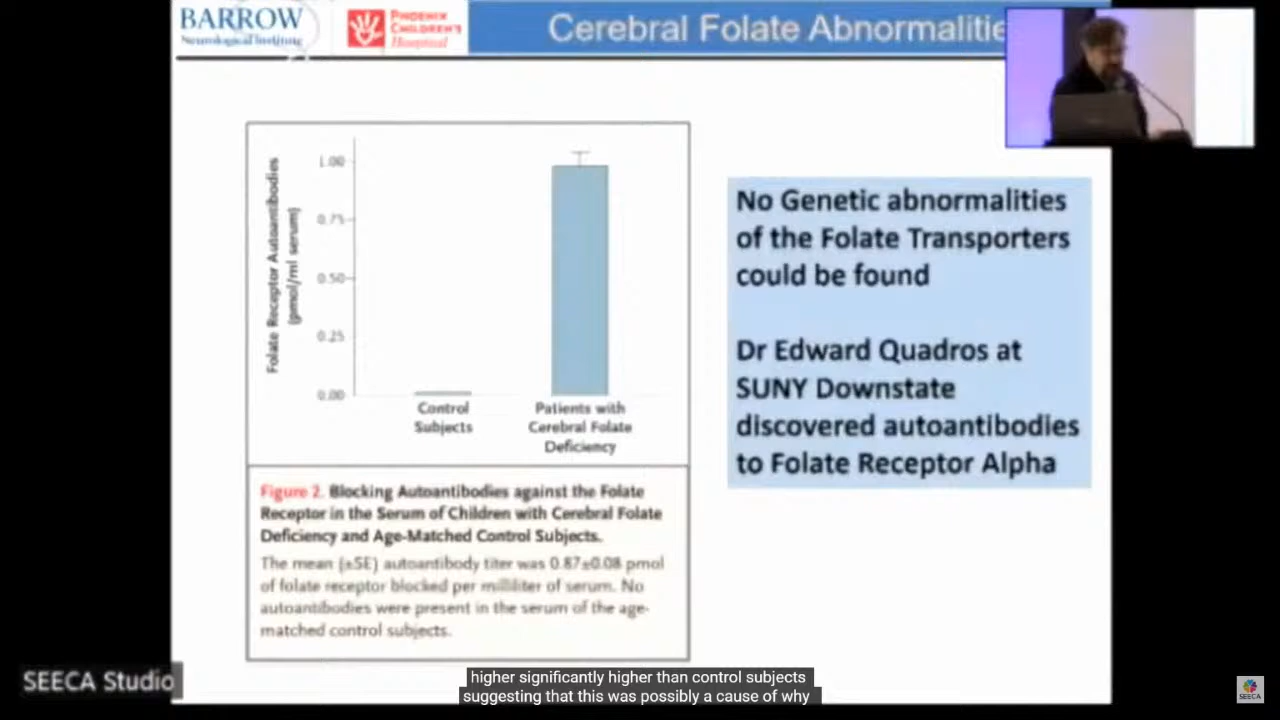 BARROW
Neurological Institute
PHOENIX
CHILDREN'S
Hospital
Cerebral Folate Abnormalitie
Folate Receptor Autoantibodies
(pmol/ml serum)
1.00
0.75
0.50
0.25
0.00
Control
Subjects
Patients with
Cerebral Folate
Deficiency
Figure 2. Blocking Autoantibodies against the Folate
Receptor in the Serum of Children with Cerebral Folate
Deficiency and Age-Matched Control Subjects.
The mean (±SE) autoantibody titer was 0.87±0.08 pmol
of folate receptor blocked per milliliter of serum. No
autoantibodies were present in the serum of the age-
matched control subjects.
No Genetic abnormalities
of the Folate Transporters
could be found
Dr Edward Quadros at
SUNY Downstate
discovered autoantibodies
to Folate Receptor Alpha
higher significantly higher than control subjects
suggesting that this was possibly a cause of why
SEECA Studio
SEECA